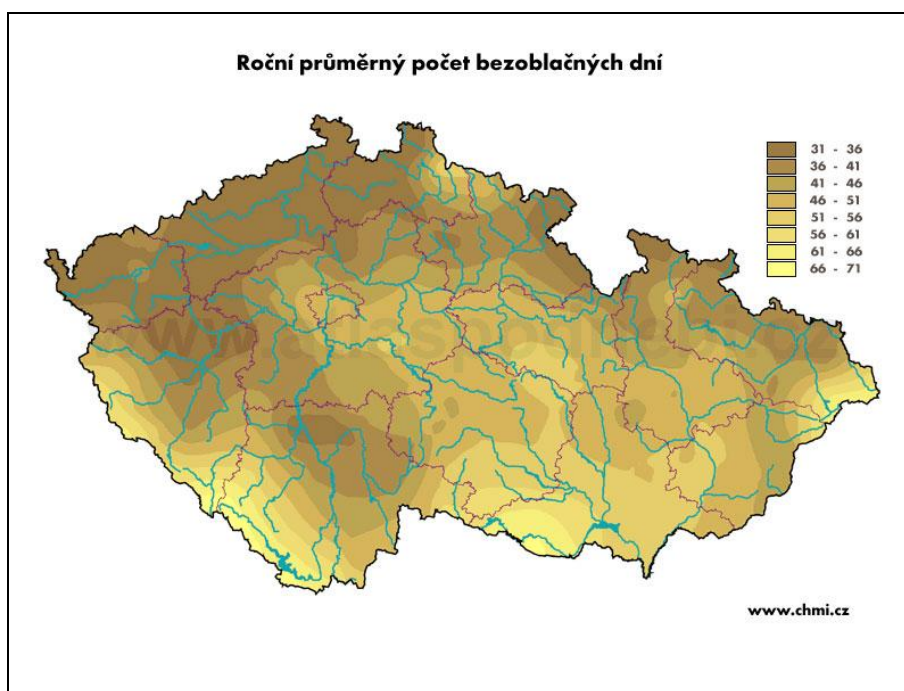 Roční průměrný počet bezoblačných dní
31 - 36
36 - 41
41 - 46
46 - 51
51 - 56
56 - 61
61 - 66
66 - 71
www.chmi.cz